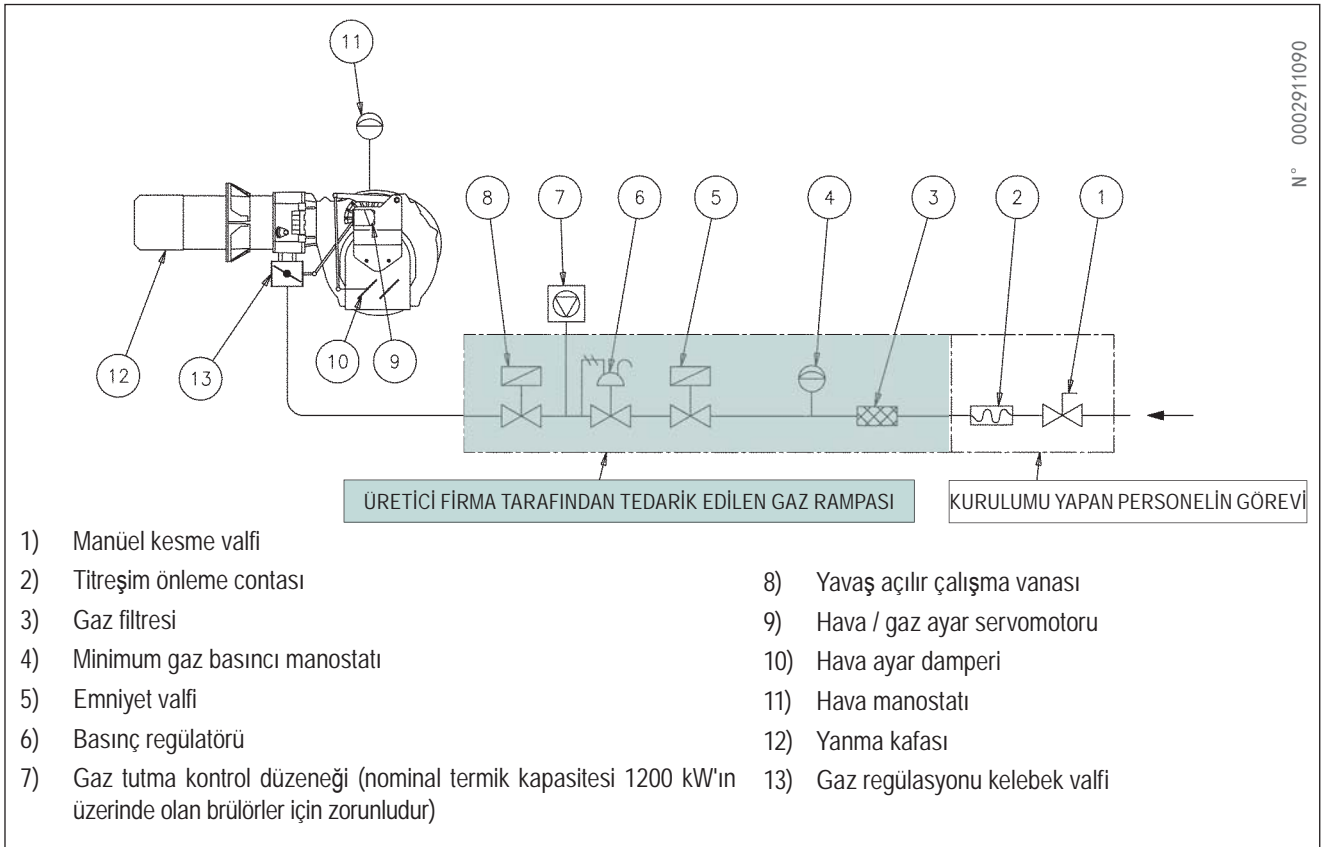 N° 0002911090
11
8
7
6
5
4
3
2
1
12
13
10
9
ÜRETİCİ FİRMA TARAFINDAN TEDARİK EDİLEN GAZ RAMPASI
KURULUMU YAPAN PERSONELİN GÖREVİ
1) Manüel kesme valfi
2) Titreşim önleme contası
3) Gaz filtresi
4) Minimum gaz basıncı manostatı
5) Emniyet valfi
6) Basınç regülatörü
7) Gaz tutma kontrol düzeneği (nominal termik kapasitesi 1200 kW'ın
üzerinde olan brülörler için zorunludur)
8) Yavaş açılır çalışma vanası
9) Hava / gaz ayar servomotoru
10) Hava ayar damperi
11) Hava manostatı
12) Yanma kafası
13) Gaz regülasyonu kelebek valfi